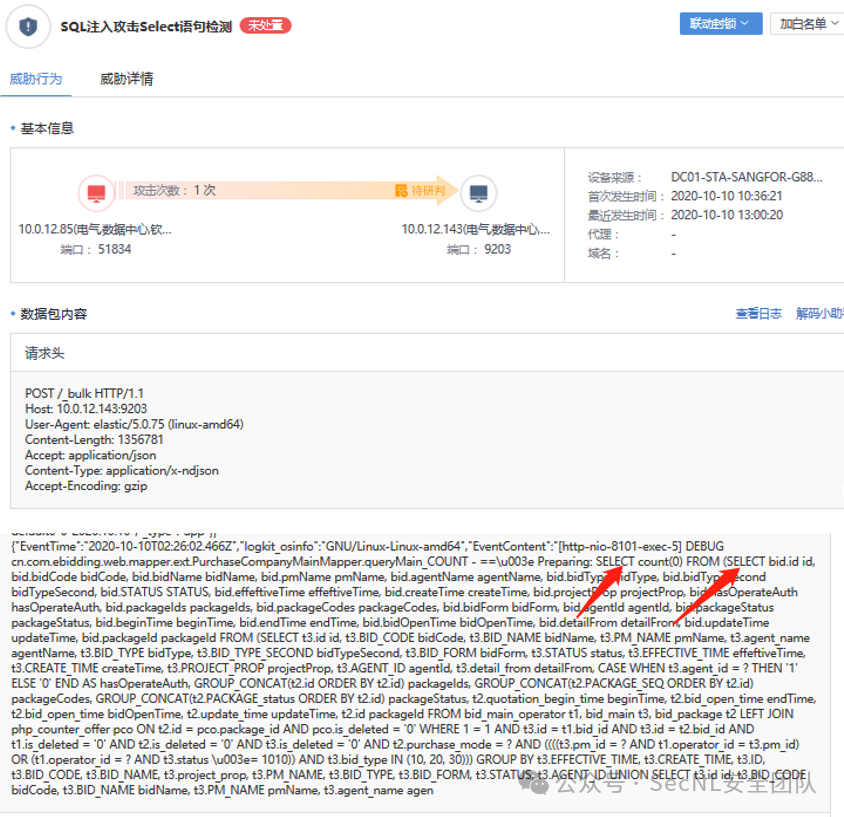 SQL注入攻击Select语句检测 未处置 联动封锁 加白名单
威胁行为 威胁详情
基本信息
攻击次数： 1 次 待研判
10.0.12.85(电气,数据中心,钦...
端口： 51834
10.0.12.143(电气,数据中心,...
端口： 9203
设备来源： DC01-STA-SANGFOR-G88...
首次发生时间： 2020-10-10 10:36:21
最近发生时间： 2020-10-10 13:00:20
代理： -
域名： -
数据包内容 查看日志 解码小助
请求头
POST /_bulk HTTP/1.1
Host: 10.0.12.143:9203
User-Agent: elastic/5.0.75 (linux-amd64)
Content-Length: 1356781
Accept: application/json
Content-Type: application/x-ndjson
Accept-Encoding: gzip
{"EventTime":"2020-10-10T02:26:02.466Z","logkit_osinfo":"GNU/Linux-Linux-amd64","EventContent":"[http-nio-8101-exec-5] DEBUG
cn.com.ebidding.web.mapper.ext.PurchaseCompanyMainMapper.queryMain_COUNT - ==\u003e Preparing: SELECT count(0) FROM (SELECT bid.id id,
bid.bidCode bidCode, bid.bidName bidName, bid.pmName pmName, bid.agentName agentName, bid.bidType bidType, bid.bidTypeSecond
bidTypeSecond, bid.STATUS STATUS, bid.effeftiveTime effeftiveTime, bid.createTime createTime, bid.projectProp projectProp, bid.hasOperateAuth
hasOperateAuth, bid.packageIds packageIds, bid.packageCodes packageCodes, bid.bidForm bidForm, bid.agentId agentId, bid.packageStatus
packageStatus, bid.beginTime beginTime, bid.endTime endTime, bid.bidOpenTime bidOpenTime, bid.detailFrom detailFrom, bid.updateTime
updateTime, bid.packageId packageId FROM (SELECT t3.id id, t3.BID_CODE bidCode, t3.BID_NAME bidName, t3.PM_NAME pmName, t3.agent_name
agentName, t3.BID_TYPE bidType, t3.BID_TYPE_SECOND bidTypeSecond, t3.BID_FORM bidForm, t3.STATUS status, t3.EFFECTIVE_TIME effeftiveTime,
t3.CREATE_TIME createTime, t3.PROJECT_PROP projectProp, t3.AGENT_ID agentId, t3.detail_from detailFrom, CASE WHEN t3.agent_id = ? THEN '1'
ELSE '0' END AS hasOperateAuth, GROUP_CONCAT(t2.id ORDER BY t2.id) packageIds, GROUP_CONCAT(t2.PACKAGE_SEQ ORDER BY t2.id)
packageCodes, GROUP_CONCAT(t2.PACKAGE_status ORDER BY t2.id) packageStatus, t2.quotation_begin_time beginTime, t2.bid_open_time endTime,
t2.bid_open_time bidOpenTime, t2.update_time updateTime, t2.id packageId FROM bid_main_operator t1, bid_main t3, bid_package t2 LEFT JOIN
php_counter_offer pco ON t2.id = pco.package_id AND pco.is_deleted = '0' WHERE 1 = 1 AND t3.id = t1.bid_id AND t3.id = t2.bid_id AND
t1.is_deleted = '0' AND t2.is_deleted = '0' AND t3.is_deleted = '0' AND t2.purchase_mode = ? AND ((((t3.pm_id = ? AND t1.operator_id = t3.pm_id)
OR (t1.operator_id = ? AND t3.status \u003e= 1010)) AND t3.bid_type IN (10, 20, 30))) GROUP BY t3.EFFECTIVE_TIME, t3.CREATE_TIME, t3.ID,
t3.BID_CODE, t3.BID_NAME, t3.project_prop, t3.PM_NAME, t3.BID_TYPE, t3.BID_FORM, t3.STATUS, t3.AGENT_ID UNION SELECT t3.id id, t3.BID_CODE
bidCode, t3.BID_NAME bidName, t3.PM_NAME pmName, t3.agent_name agen
公众号 · SecNL安全团队